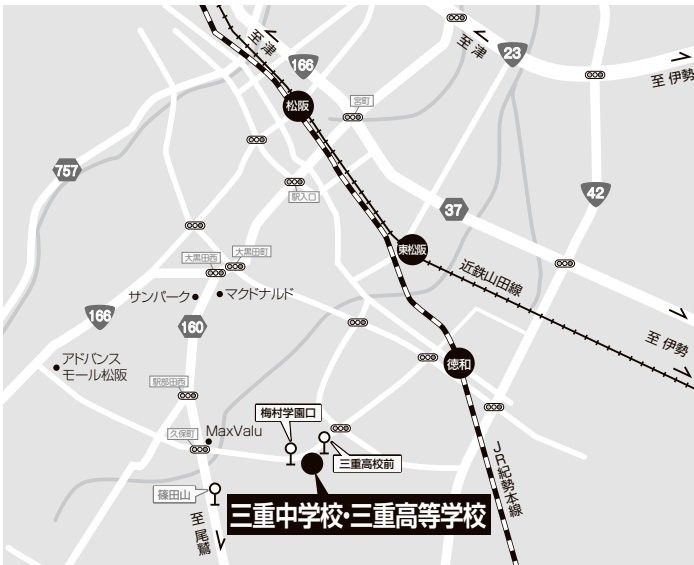 至 津
至 津
23
至 伊勢
166
松阪
宮町
757
駅入口
42
37
東松阪
大黒田町
大黒田西
近鉄山田線
サンパーク
マクドナルド
166
160
至 伊勢
アドバンス
モール松阪
徳和
駅部田西
梅村学園口
久保町
MaxValu
三重高校前
JR紀勢本線
篠田山
三重中学校・三重高等学校
至 尾鷲